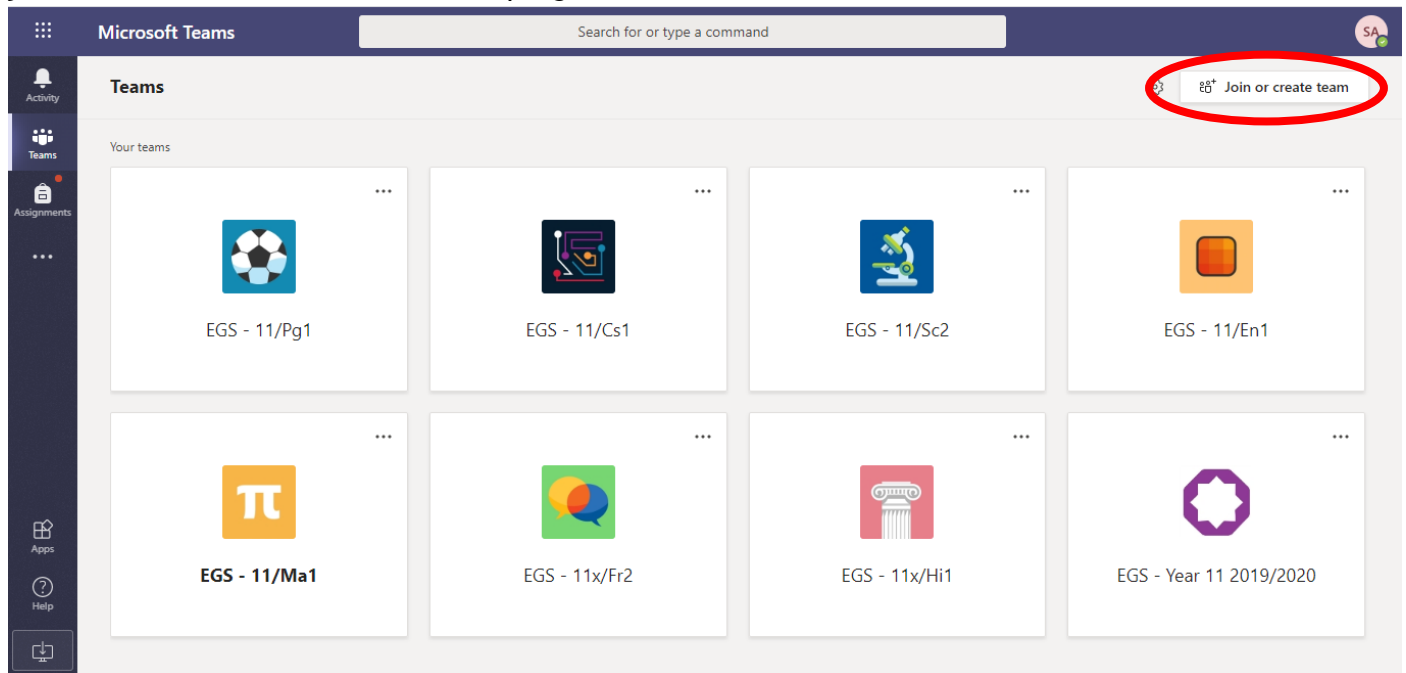 Microsoft Teams
Search for or type a command
SA
Activity
Teams
Join or create team
Teams
Your teams
Assignments
EGS - 11/Pg1
EGS - 11/Cs1
EGS - 11/Sc2
EGS - 11/En1
π
EGS - 11/Ma1
EGS - 11x/Fr2
EGS - 11x/Hi1
EGS - Year 11 2019/2020
Apps
Help